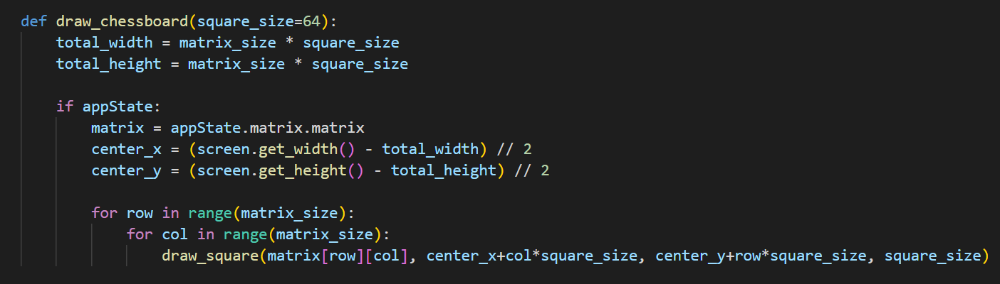 def draw_chessboard(square_size=64):
    total_width = matrix_size * square_size
    total_height = matrix_size * square_size

    if appState:
        matrix = appState.matrix.matrix
        center_x = (screen.get_width() - total_width) // 2
        center_y = (screen.get_height() - total_height) // 2

        for row in range(matrix_size):
            for col in range(matrix_size):
                draw_square(matrix[row][col], center_x+col*square_size, center_y+row*square_size, square_size)